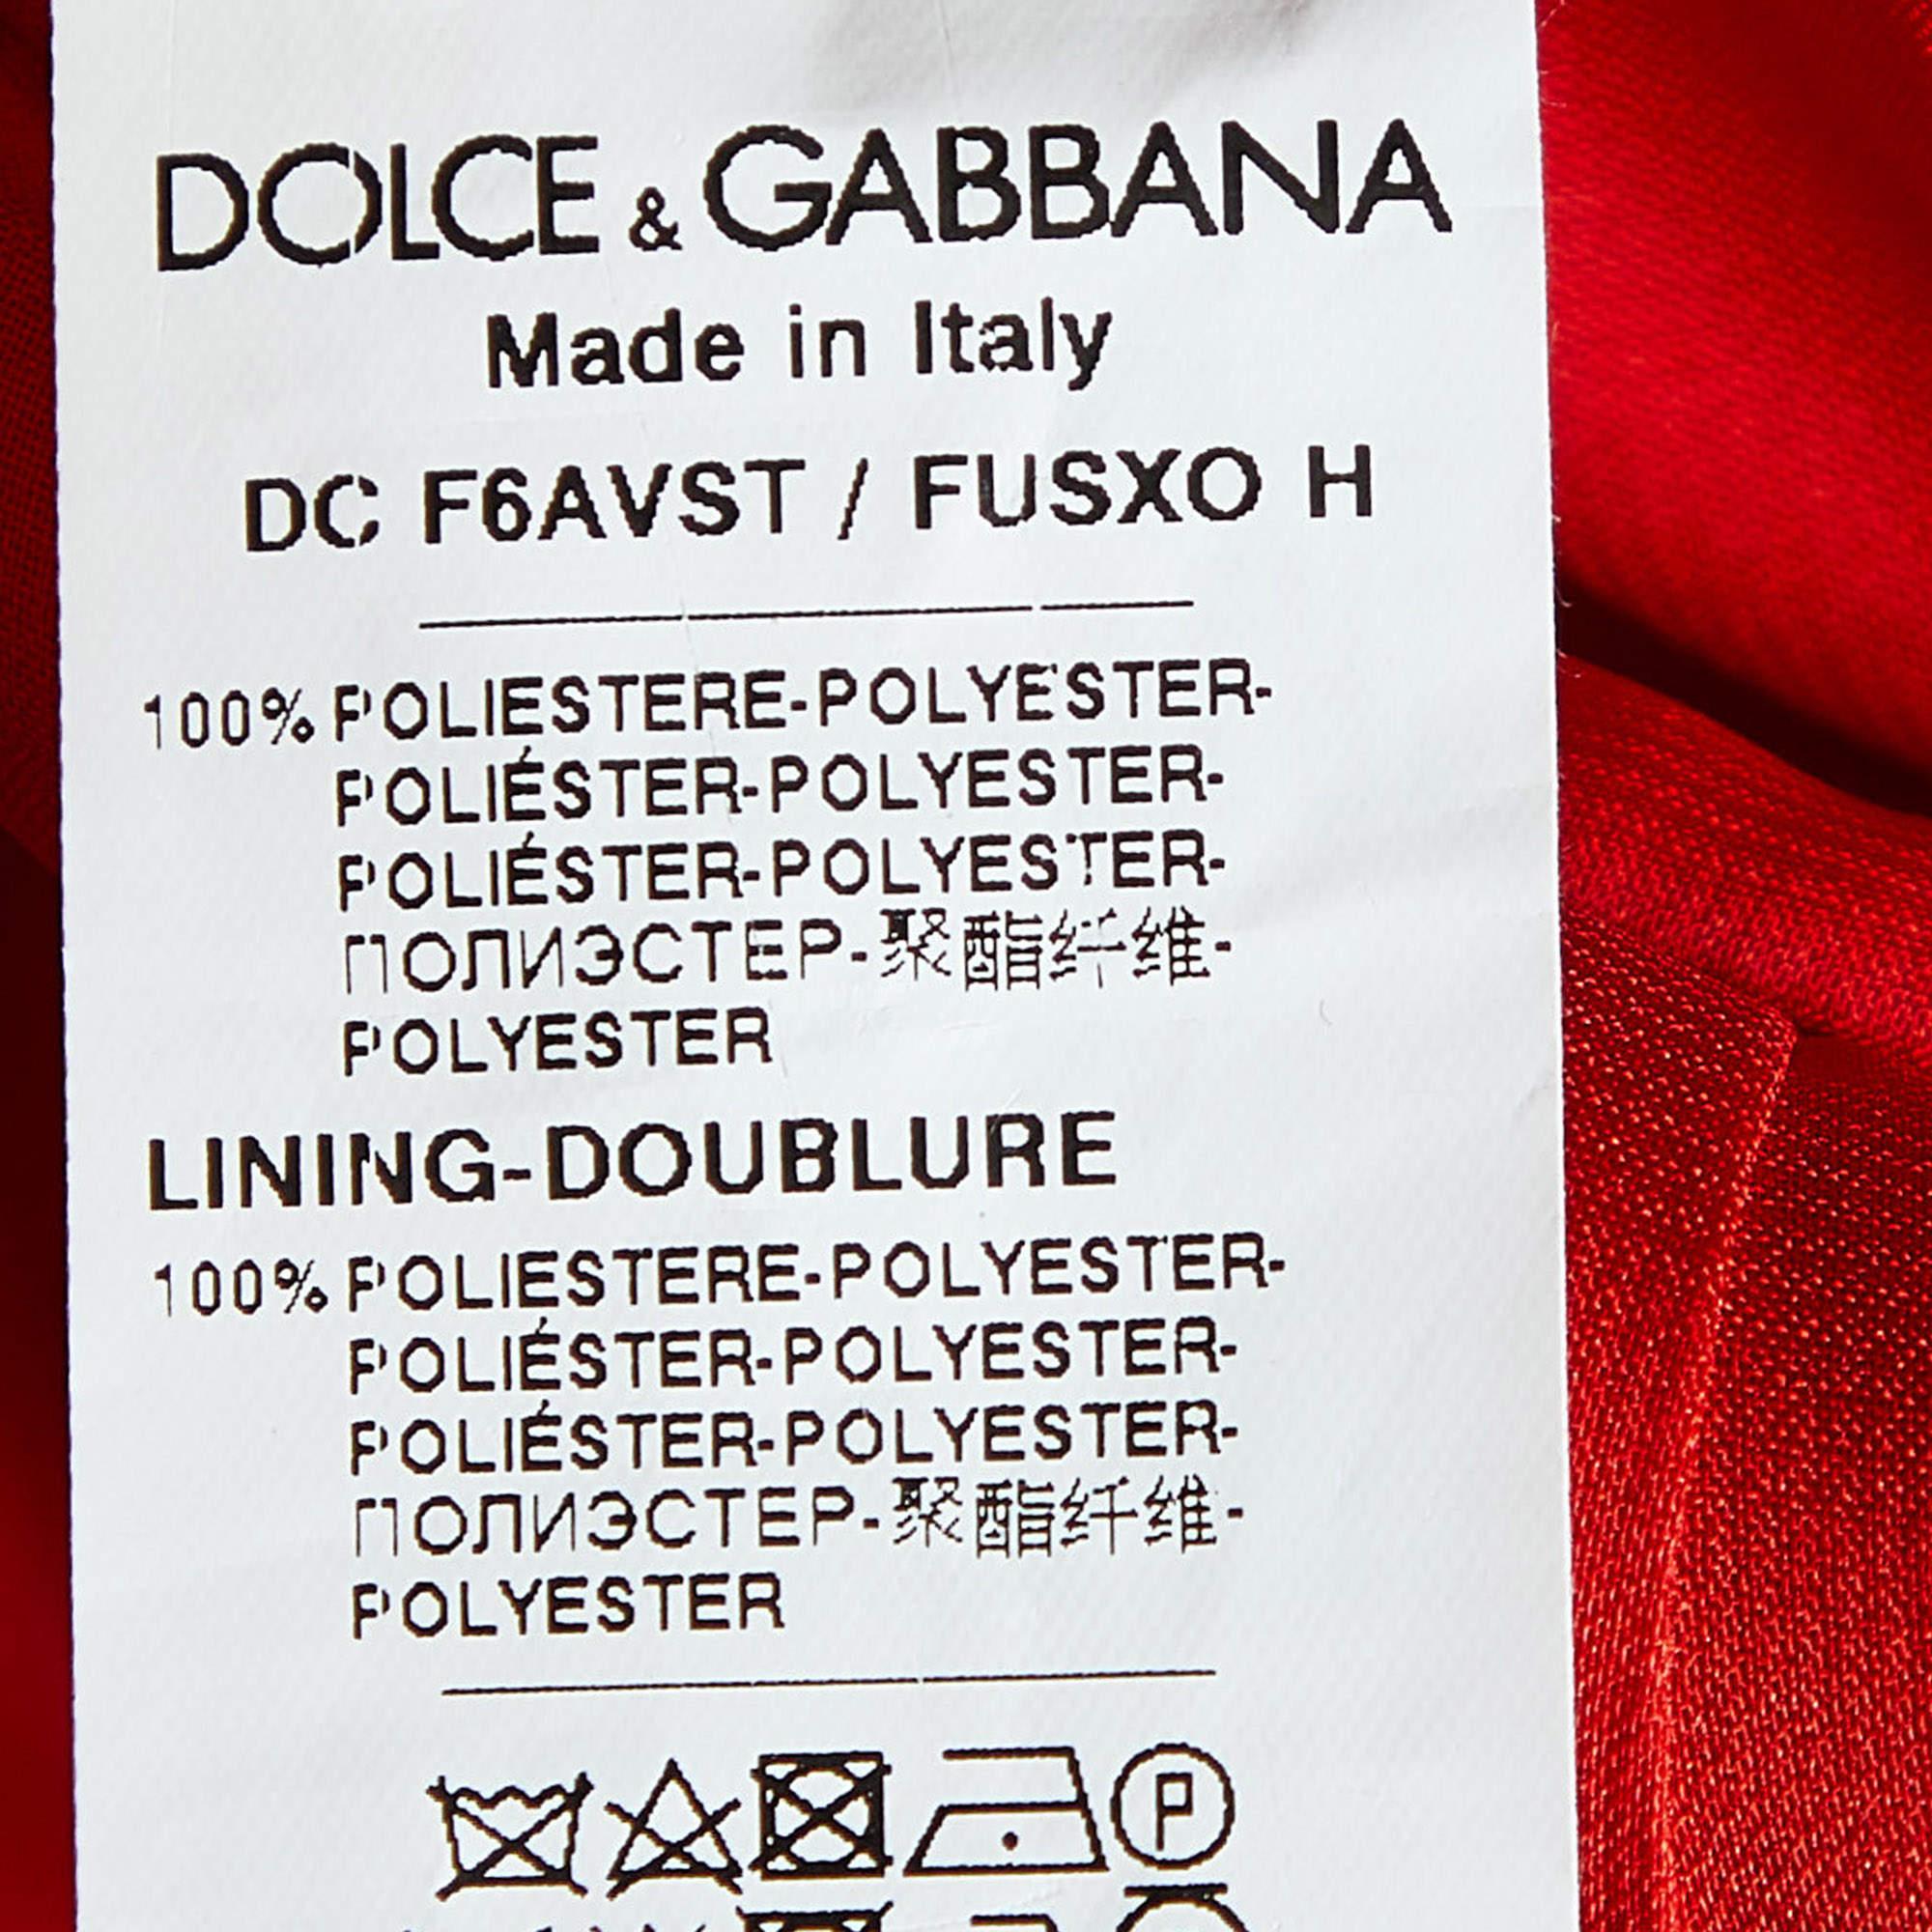 DOLCE & GABBANA
Made in Italy
DC F6AVST / FUSXO H
100% POLIESTERE-POLYESTER-
POLIÉSTER-POLYESTER-
POLIÉSTER-POLYESTER-
ПОЛИЭСТЕР-聚酯纤维-
POLYESTER
LINING-DOUBLURE
100% POLIESTERE-POLYESTER-
POLIÉSTER-POLYESTER-
POLIÉSTER-POLYESTER-
ПОЛИЭСТЕР-聚酯纤维-
POLYESTER
P